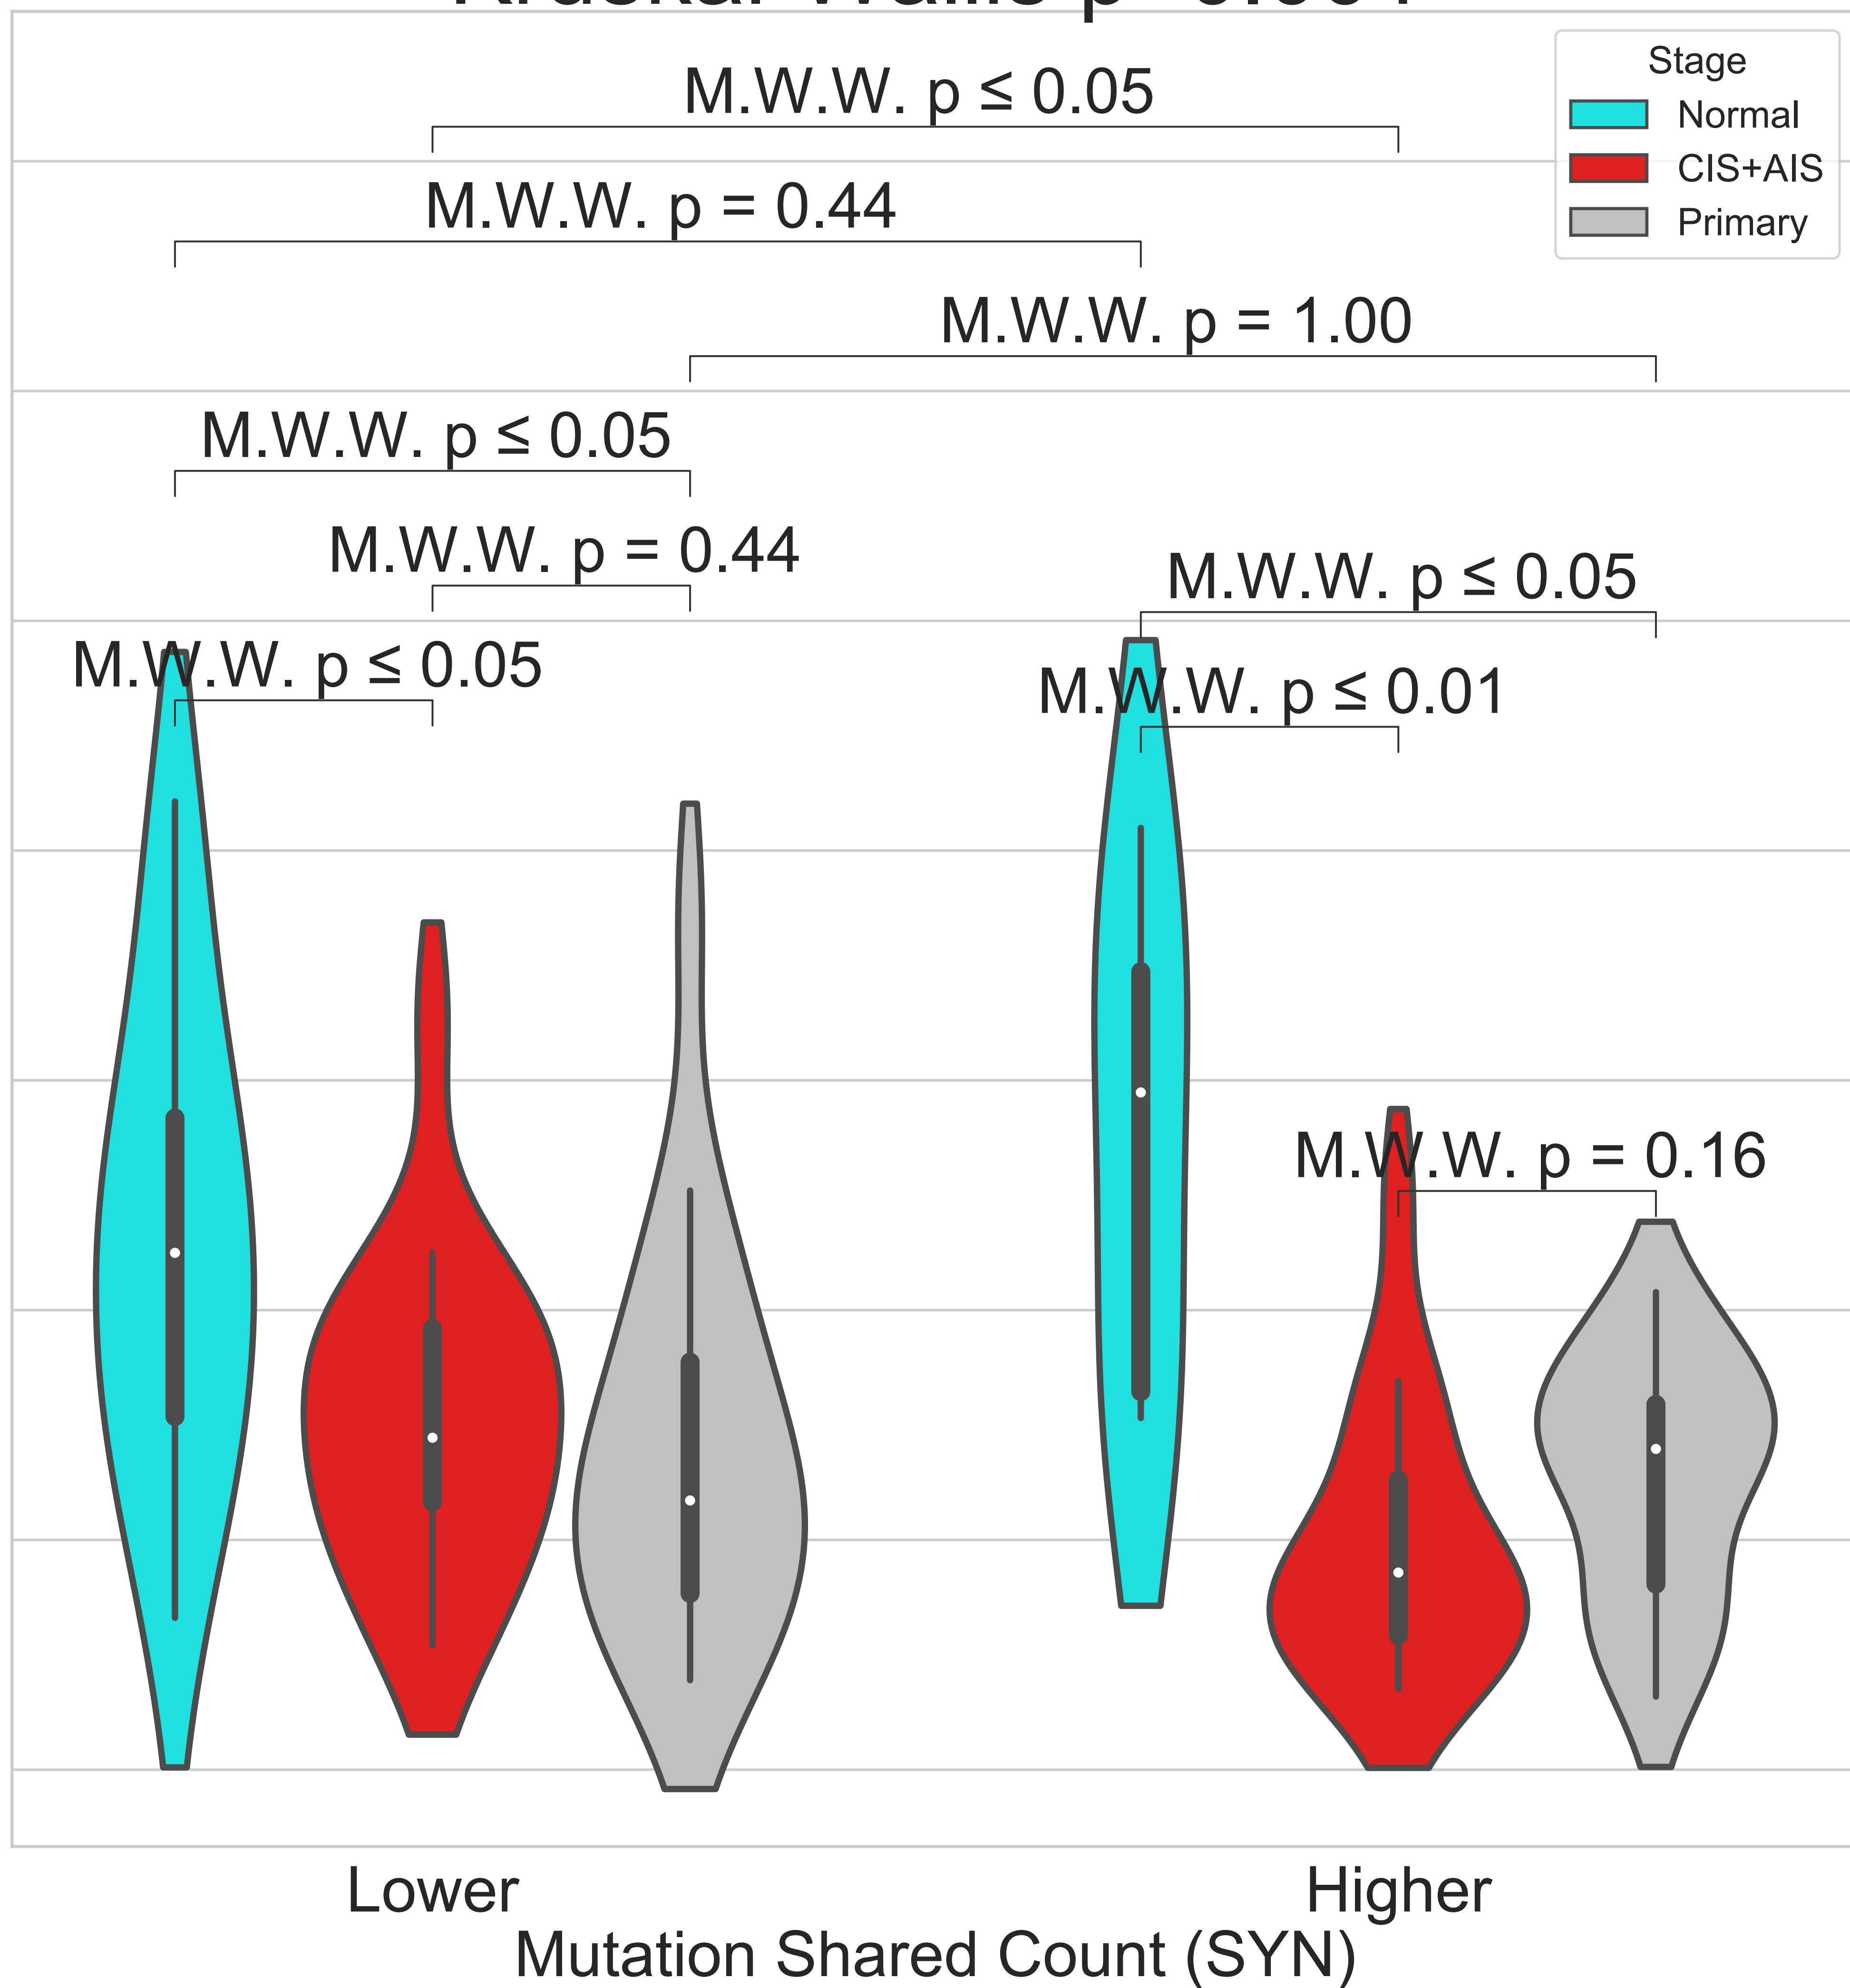 M.W.W. p ≤ 0.05
Stage
Normal
CIS+AIS
Primary
M.W.W. p = 0.44
M.W.W. p = 1.00
M.W.W. p ≤ 0.05
M.W.W. p = 0.44
M.W.W. p ≤ 0.05
M.W.W. p ≤ 0.05
M.W.W. p ≤ 0.01
M.W.W. p = 0.16
Lower
Higher
Mutation Shared Count (SYN)